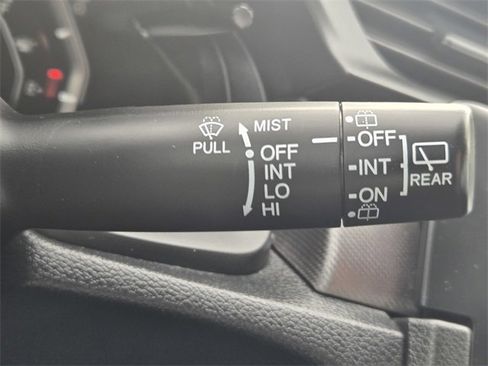 MIST
PULL
OFF
INT
LO
HI
OFF
INT
ON
REAR